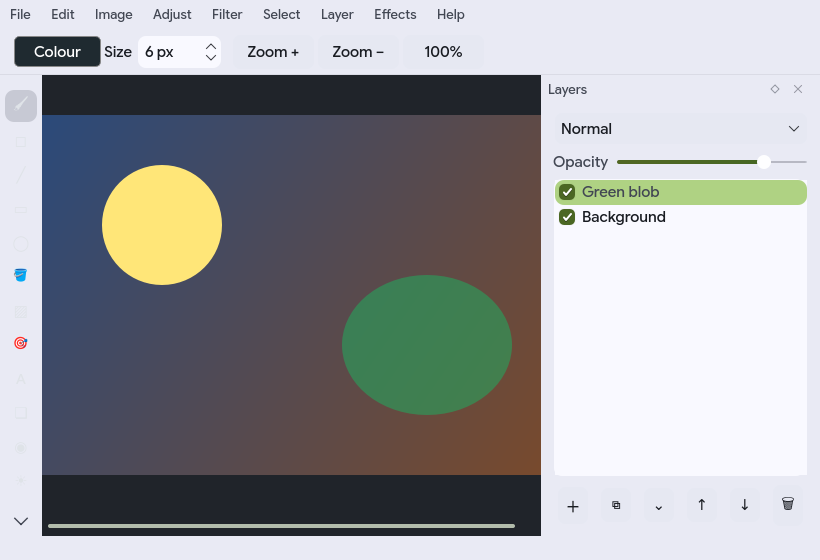 File Edit Image Adjust Filter Select Layer Effects Help
Colour Size 6 px Zoom + Zoom − 100%
Layers
Normal
Opacity
Green blob
Background
A